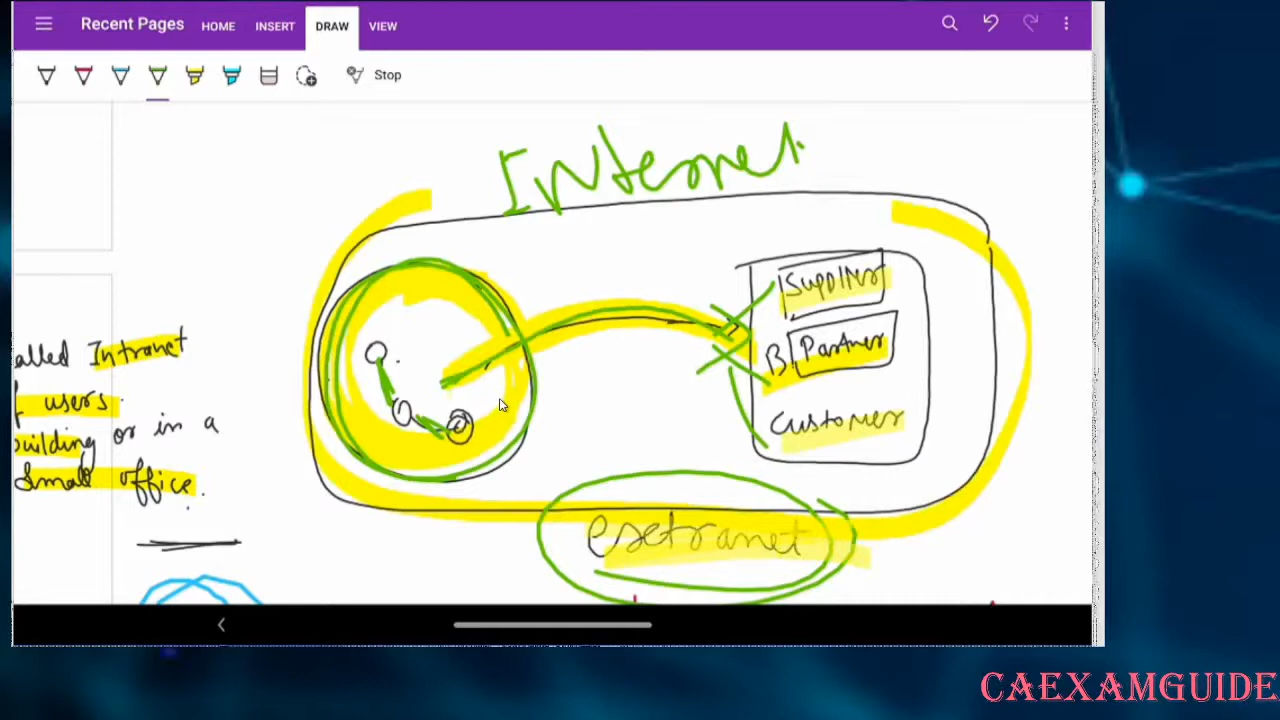 Recent Pages HOME INSERT DRAW VIEW
Stop
Internet
Supplier
Partner
B
Customer
alled Intranet
f users.
building or in a
Small office.
extranet
CAEXAMGUIDE